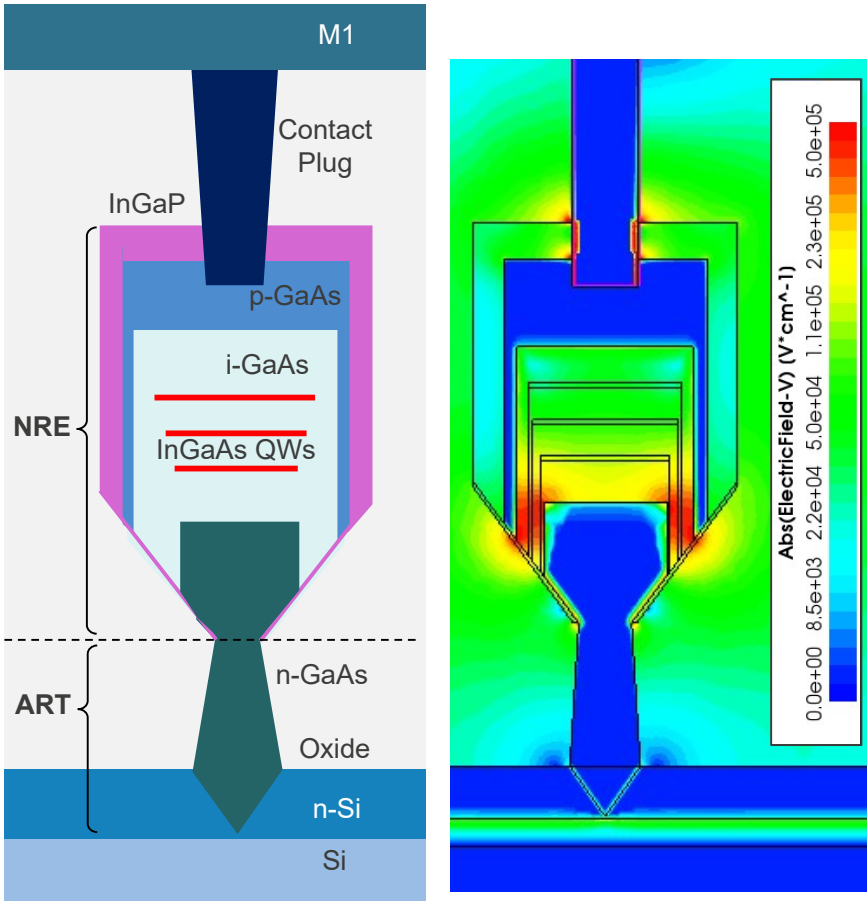 M1
Contact
Plug
InGaP
p-GaAs
i-GaAs
NRE
InGaAs QWs
n-GaAs
ART
Oxide
n-Si
Si
Abs(ElectricField-V) (V*cm^-1)
0.0e+00 8.5e+03 2.2e+04 5.0e+04 1.1e+05 2.3e+05 5.0e+05